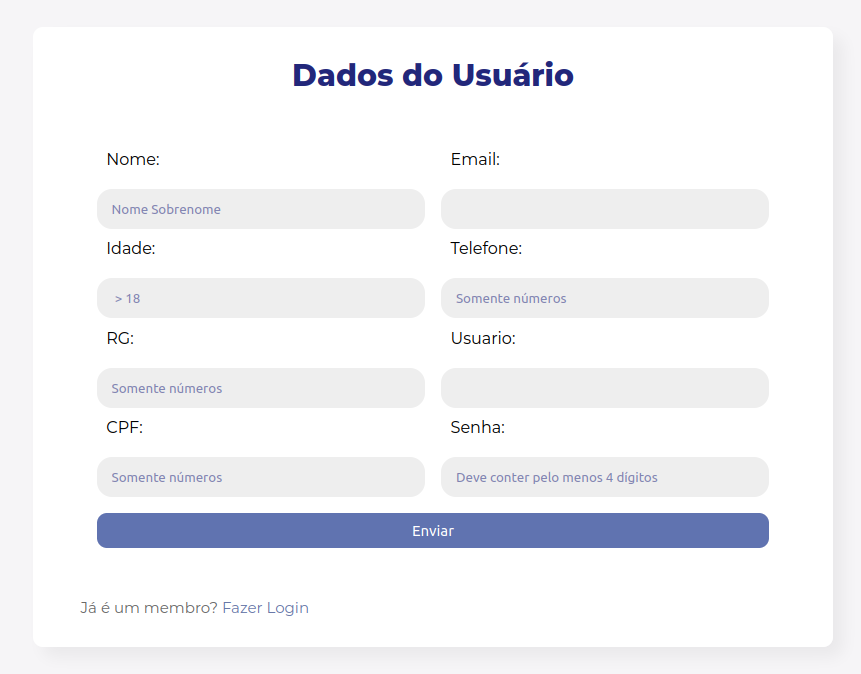 Dados do Usuário
Nome:
Email:
Nome Sobrenome
Idade:
Telefone:
> 18
Somente números
RG:
Usuario:
Somente números
CPF:
Senha:
Somente números
Deve conter pelo menos 4 dígitos
Enviar
Já é um membro? Fazer Login